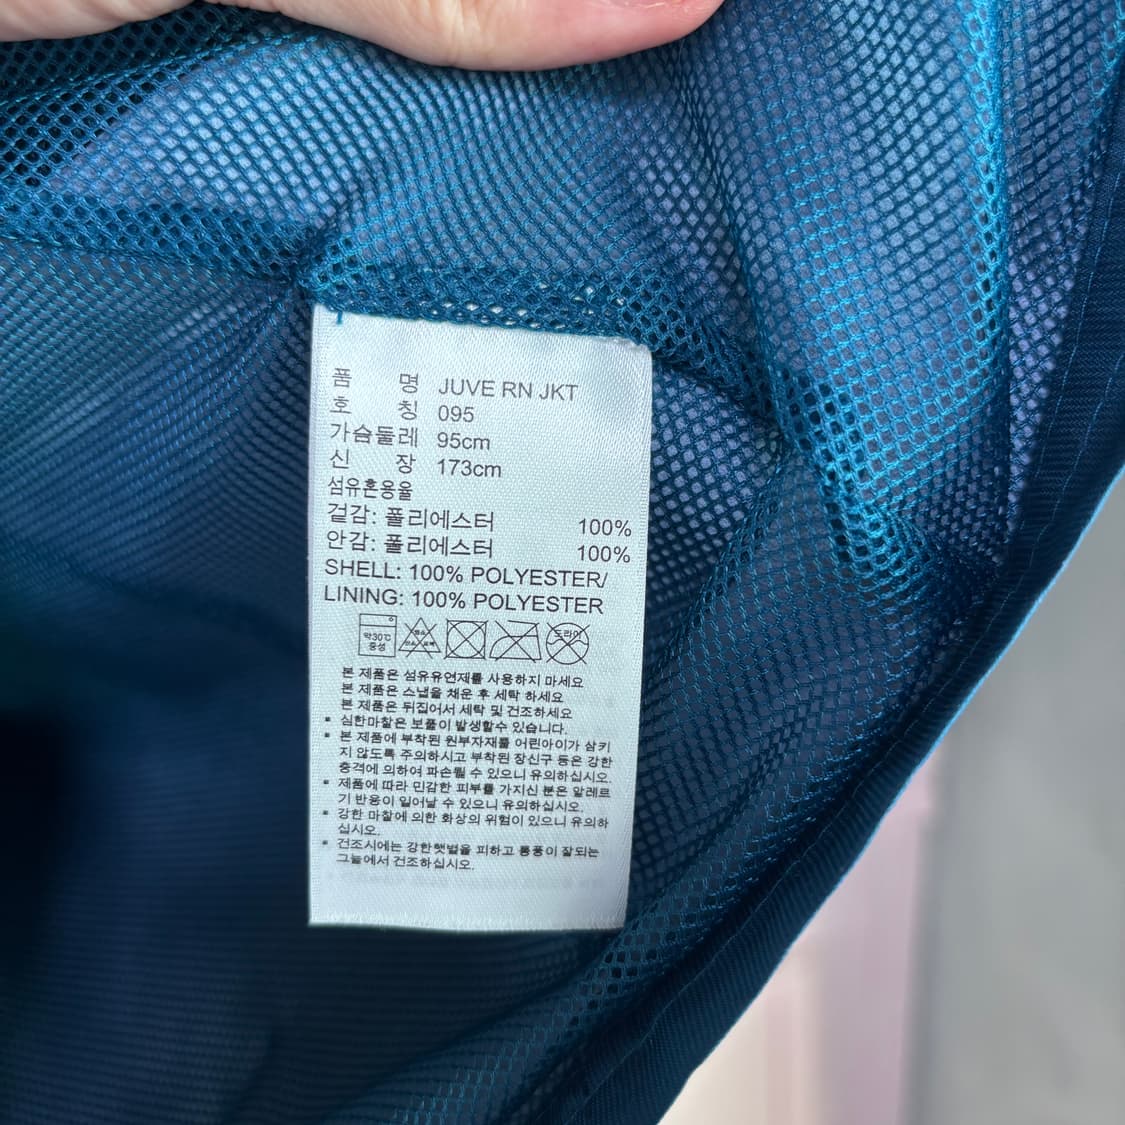 품 명 JUVE RN JKT
호 칭 095
가슴둘레 95cm
신 장 173cm
섬유혼용율
겉감: 폴리에스터 100%
안감: 폴리에스터 100%
SHELL: 100% POLYESTER/
LINING: 100% POLYESTER
약30℃
중성
드라이
본 제품은 섬유유연제를 사용하지 마세요
본 제품은 스냅을 채운 후 세탁 하세요
본 제품은 뒤집어서 세탁 및 건조하세요
▪ 심한마찰은 보풀이 발생할수 있습니다.
▪ 본 제품에 부착된 원부자재를 어린아이가 삼키
지 않도록 주의하시고 부착된 장신구 등은 강한
충격에 의하여 파손될 수 있으니 유의하십시오.
▪ 제품에 따라 민감한 피부를 가지신 분은 알레르
기 반응이 일어날 수 있으니 유의하십시오.
▪ 강한 마찰에 의한 화상의 위험이 있으니 유의하
십시오.
▪ 건조시에는 강한햇볕을 피하고 통풍이 잘되는
그늘에서 건조하십시오.